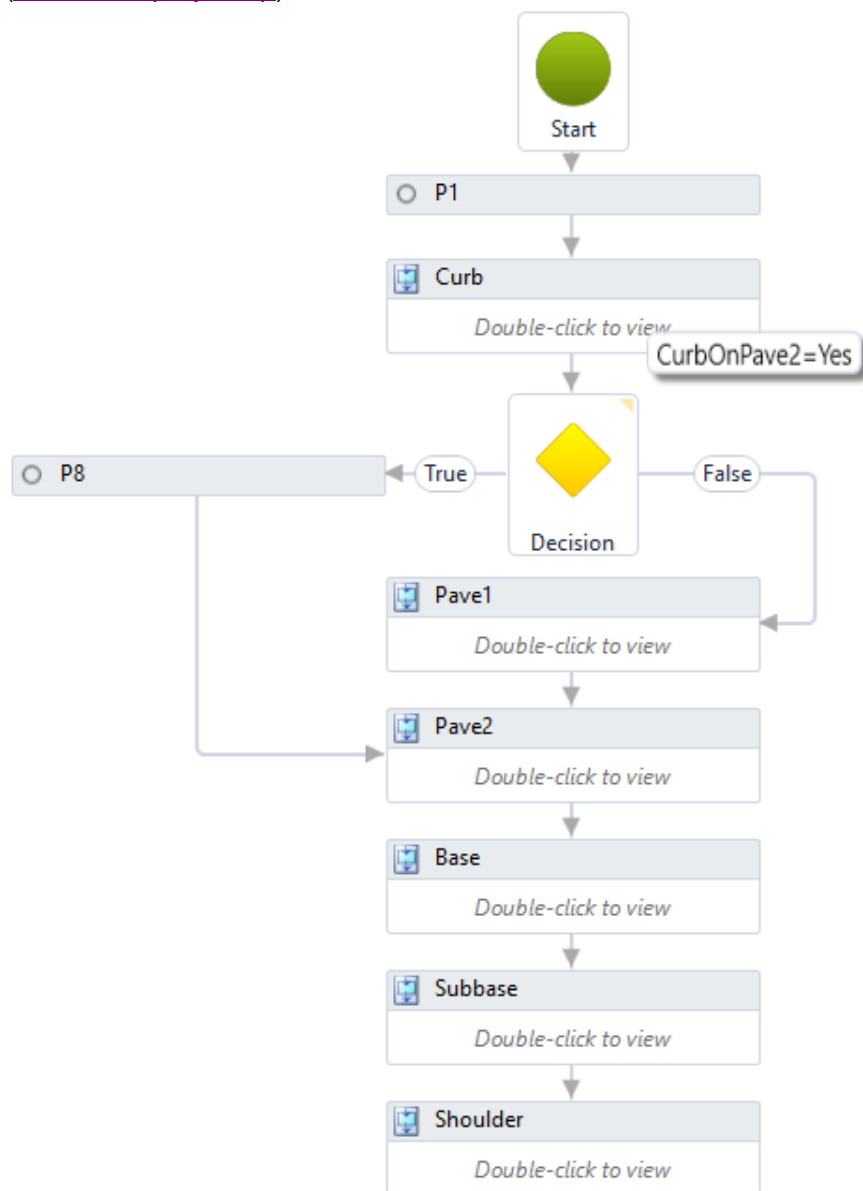 Start
P1
Curb
Double-click to view
CurbOnPave2=Yes
P8
True
False
Decision
Pave1
Double-click to view
Pave2
Double-click to view
Base
Double-click to view
Subbase
Double-click to view
Shoulder
Double-click to view